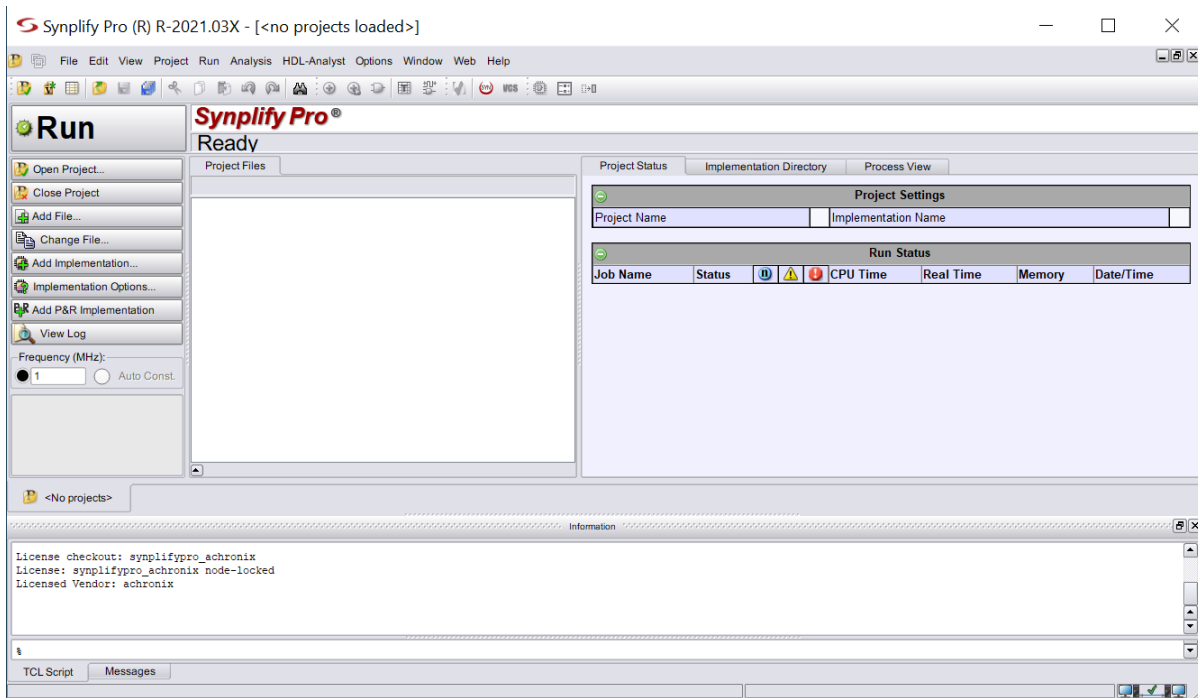 Synplify Pro (R) R-2021.03X - [<no projects loaded>]
File Edit View Project Run Analysis HDL-Analyst Options Window Web Help
VCS
Run
Synplify Pro®
Ready
Open Project...
Close Project
Add File...
Change File...
Add Implementation...
Implementation Options...
P&R Add P&R Implementation
View Log
Frequency (MHz):
1 Auto Const.
Project Files
Project Status Implementation Directory Process View
Project Settings
Project Name Implementation Name
Run Status
Job Name Status n CPU Time Real Time Memory Date/Time
<No projects>
Information
License checkout: synplifypro_achronix
License: synplifypro_achronix node-locked
Licensed Vendor: achronix
%
TCL Script Messages